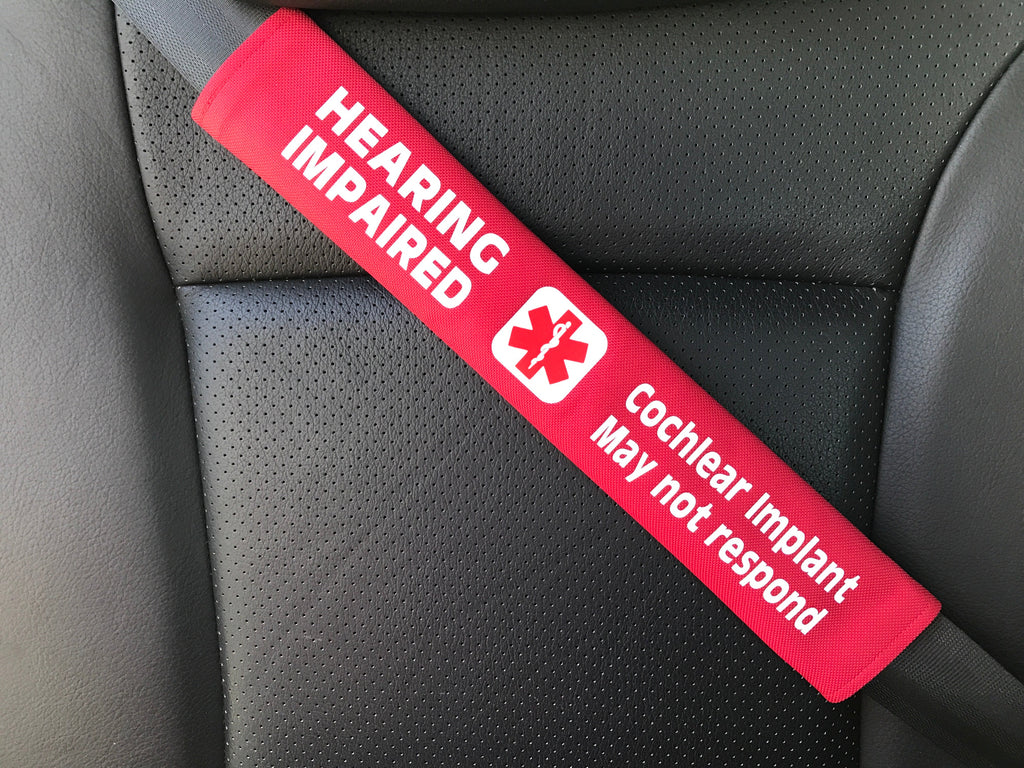 HEARING
IMPAIRED
Cochlear Implant
May not respond